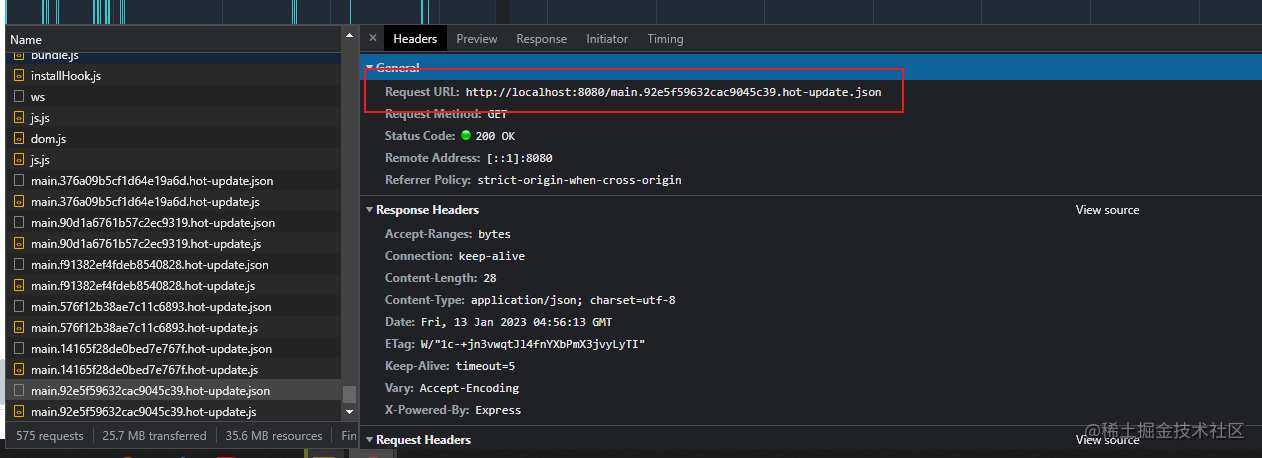 Name
bundle.js
installHook.js
ws
js.js
dom.js
js.js
main.376a09b5cf1d64e19a6d.hot-update.json
main.376a09b5cf1d64e19a6d.hot-update.js
main.90d1a6761b57c2ec9319.hot-update.json
main.90d1a6761b57c2ec9319.hot-update.js
main.f91382ef4fdeb8540828.hot-update.json
main.f91382ef4fdeb8540828.hot-update.js
main.576f12b38ae7c11c6893.hot-update.json
main.576f12b38ae7c11c6893.hot-update.js
main.14165f28de0bed7e767f.hot-update.json
main.14165f28de0bed7e767f.hot-update.js
main.92e5f59632cac9045c39.hot-update.json
main.92e5f59632cac9045c39.hot-update.js
575 requests 25.7 MB transferred 35.6 MB resources Fin
× Headers Preview Response Initiator Timing
General
Request URL: http://localhost:8080/main.92e5f59632cac9045c39.hot-update.json
Request Method: GET
Status Code: 200 OK
Remote Address: [::1]:8080
Referrer Policy: strict-origin-when-cross-origin
Response Headers View source
Accept-Ranges: bytes
Connection: keep-alive
Content-Length: 28
Content-Type: application/json; charset=utf-8
Date: Fri, 13 Jan 2023 04:56:13 GMT
ETag: W/"1c-+jn3vwqtJl4fnYXbPmX3jvyLyTI"
Keep-Alive: timeout=5
Vary: Accept-Encoding
X-Powered-By: Express
Request Headers View source
@稀土掘金技术社区